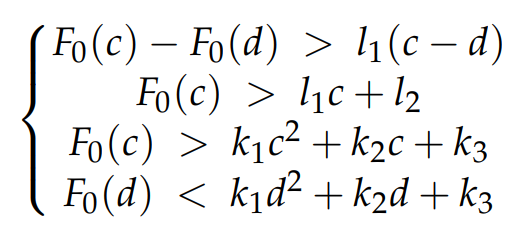 F₀(c) − F₀(d) > l₁(c − d)
F₀(c) > l₁c + l₂
F₀(c) > k₁c² + k₂c + k₃
F₀(d) < k₁d² + k₂d + k₃